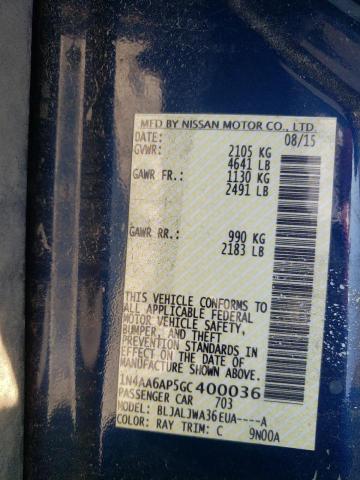 MFD BY NISSAN MOTOR CO., LTD.
DATE: 08/15
GVWR: 2105 KG
4641 LB
GAWR FR.: 1130 KG
2491 LB
GAWR RR.: 990 KG
2183 LB
THIS VEHICLE CONFORMS TO
ALL APPLICABLE FEDERAL
MOTOR VEHICLE SAFETY,
BUMPER, AND THEFT
PREVENTION STANDARDS IN
EFFECT ON THE DATE OF
MANUFACTURE SHOWN ABOVE.
1N4AA6AP5GC400036
PASSENGER CAR 703
MODEL: BLJALJWA36EUA----A
COLOR: RAY TRIM: C 9N00A